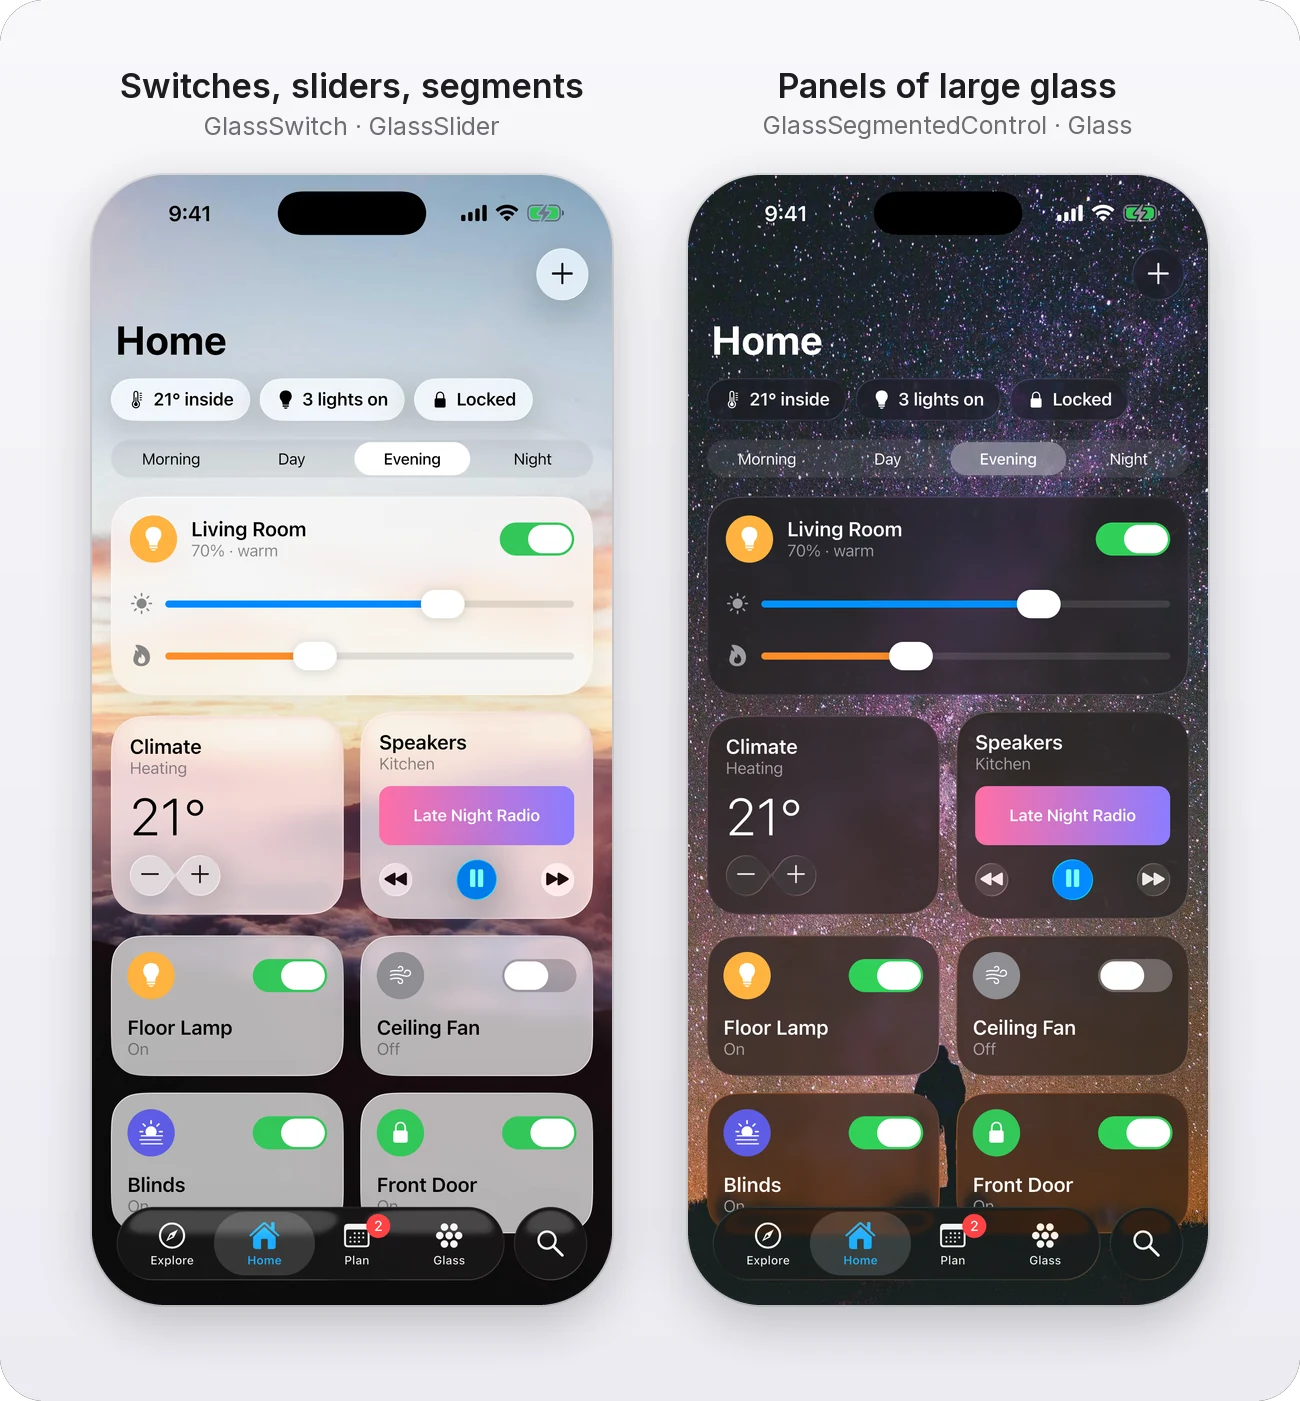 Switches, sliders, segments
GlassSwitch · GlassSlider
9:41
Home
21° inside
3 lights on
Locked
Morning
Day
Evening
Night
Living Room
70% · warm
Climate
Heating
21°
Speakers
Kitchen
Late Night Radio
Floor Lamp
On
Ceiling Fan
Off
Blinds
On
Front Door
On
Explore
Home
Plan
2
Glass
Panels of large glass
GlassSegmentedControl · Glass
9:41
Home
21° inside
3 lights on
Locked
Morning
Day
Evening
Night
Living Room
70% · warm
Climate
Heating
21°
Speakers
Kitchen
Late Night Radio
Floor Lamp
On
Ceiling Fan
Off
Blinds
On
Front Door
On
Explore
Home
Plan
2
Glass